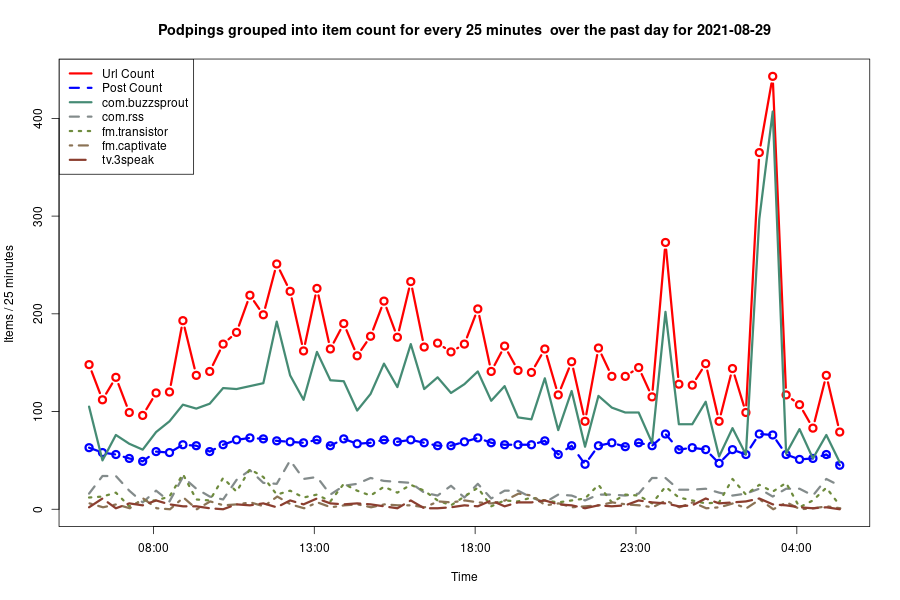 Podpings grouped into item count for every 25 minutes  over the past day for 2021-08-29
Url Count
Post Count
com.buzzsprout
com.rss
fm.transistor
fm.captivate
tv.3speak
Items / 25 minutes
400
300
200
100
0
08:00 13:00 18:00 23:00 04:00
Time